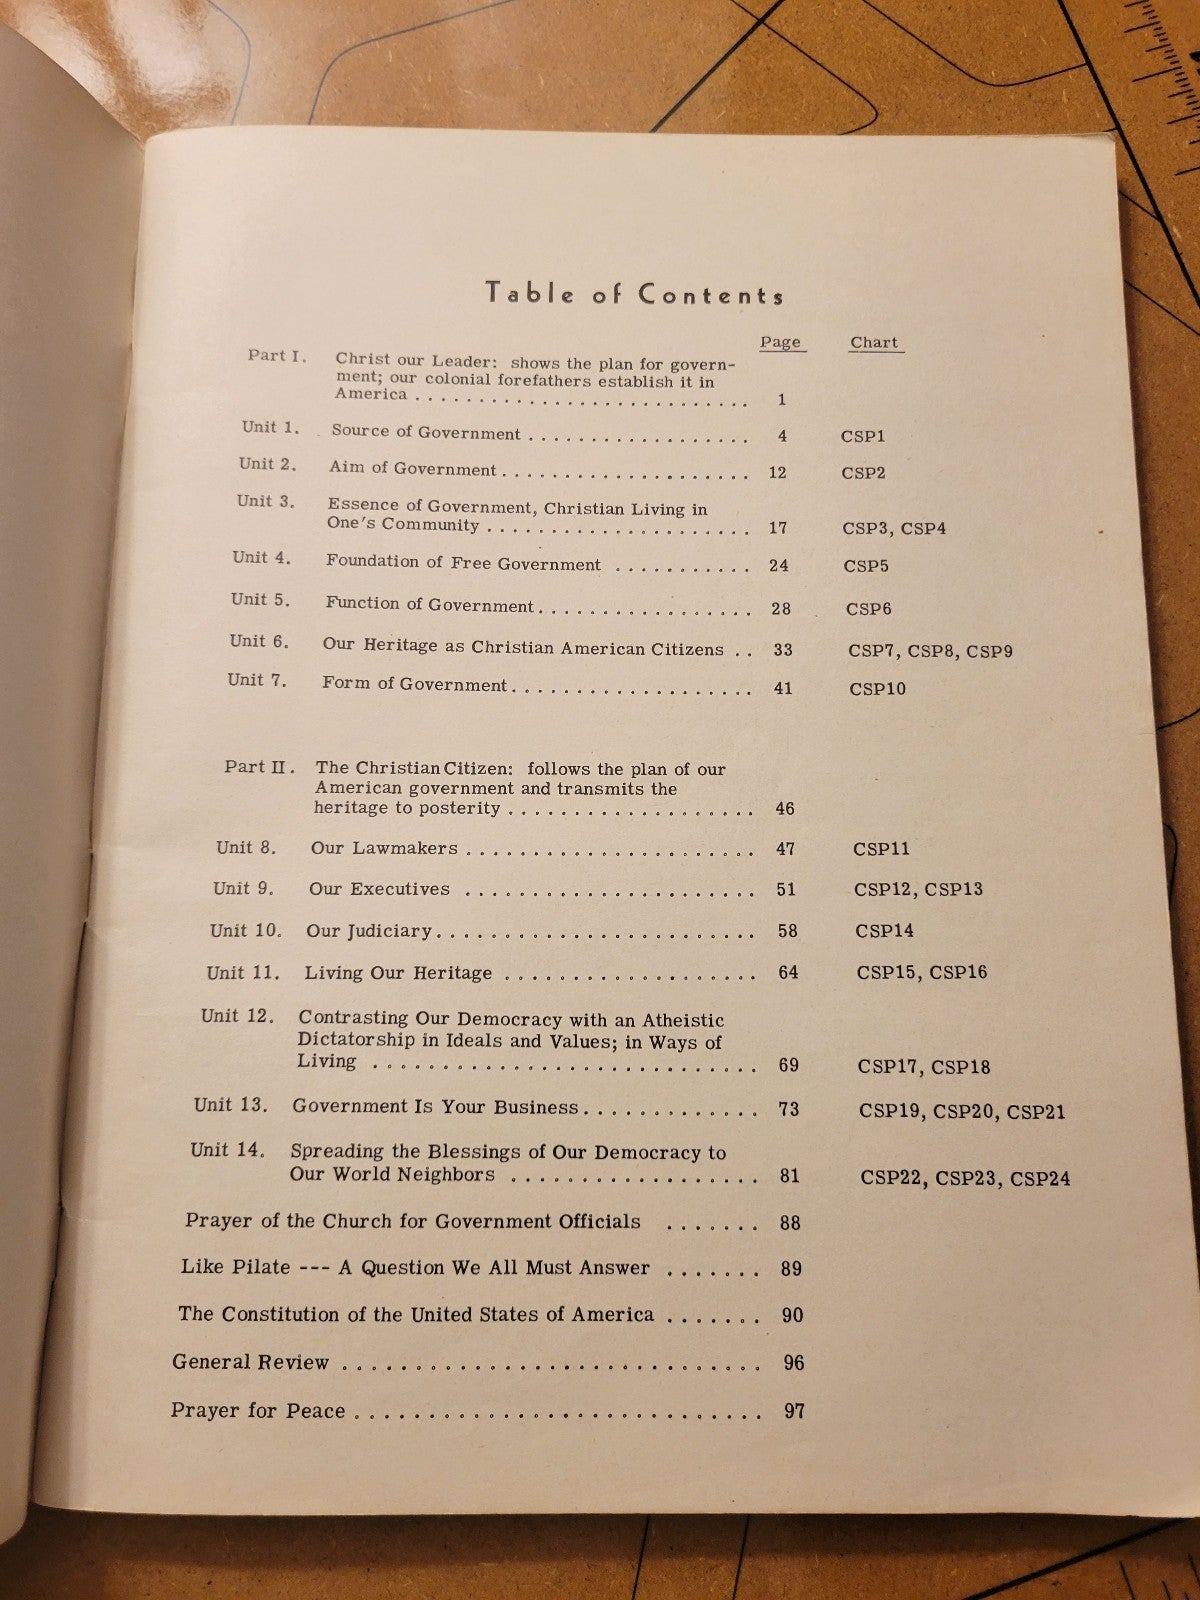 Table of Contents
Page Chart
Part I. Christ our Leader: shows the plan for govern-
ment; our colonial forefathers establish it in
America . . . . . . . . . . . . . . . . . . . . . . . . . . . . 1
Unit 1. Source of Government . . . . . . . . . . . . . . . . . . . 4 CSP1
Unit 2. Aim of Government . . . . . . . . . . . . . . . . . . . . . 12 CSP2
Unit 3. Essence of Government, Christian Living in
One's Community . . . . . . . . . . . . . . . . . . . . . . 17 CSP3, CSP4
Unit 4. Foundation of Free Government . . . . . . . . . . . . 24 CSP5
Unit 5. Function of Government . . . . . . . . . . . . . . . . . . 28 CSP6
Unit 6. Our Heritage as Christian American Citizens . . 33 CSP7, CSP8, CSP9
Unit 7. Form of Government . . . . . . . . . . . . . . . . . . . . 41 CSP10
Part II. The Christian Citizen: follows the plan of our
American government and transmits the
heritage to posterity . . . . . . . . . . . . . . . . . . . . . 46
Unit 8. Our Lawmakers . . . . . . . . . . . . . . . . . . . . . . . . 47 CSP11
Unit 9. Our Executives . . . . . . . . . . . . . . . . . . . . . . . . 51 CSP12, CSP13
Unit 10. Our Judiciary . . . . . . . . . . . . . . . . . . . . . . . . . . 58 CSP14
Unit 11. Living Our Heritage . . . . . . . . . . . . . . . . . . . . . 64 CSP15, CSP16
Unit 12. Contrasting Our Democracy with an Atheistic
Dictatorship in Ideals and Values; in Ways of
Living . . . . . . . . . . . . . . . . . . . . . . . . . . . . . . . . 69 CSP17, CSP18
Unit 13. Government Is Your Business . . . . . . . . . . . . . . 73 CSP19, CSP20, CSP21
Unit 14. Spreading the Blessings of Our Democracy to
Our World Neighbors . . . . . . . . . . . . . . . . . . . . 81 CSP22, CSP23, CSP24
Prayer of the Church for Government Officials . . . . . . . 88
Like Pilate --- A Question We All Must Answer . . . . . . . 89
The Constitution of the United States of America . . . . . . . 90
General Review . . . . . . . . . . . . . . . . . . . . . . . . . . . . . 96
Prayer for Peace . . . . . . . . . . . . . . . . . . . . . . . . . . . . 97